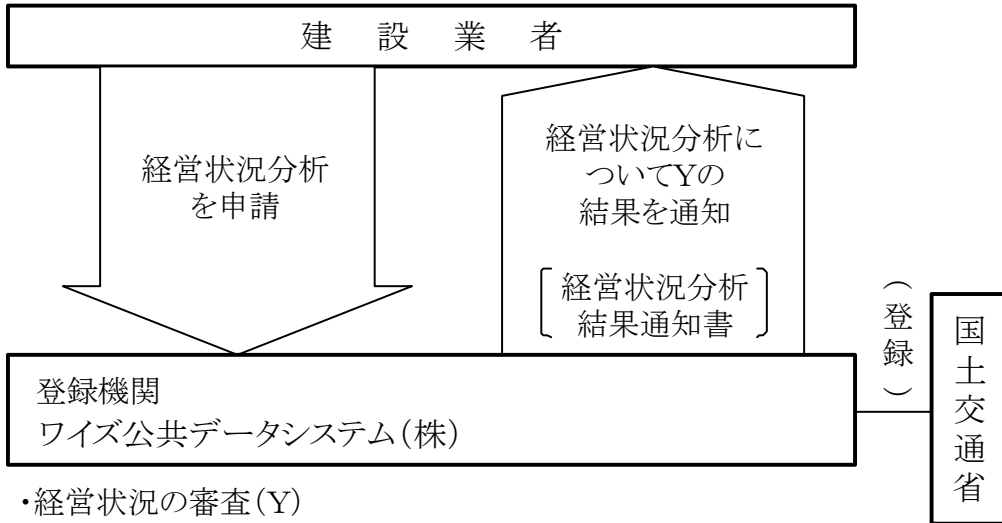 建設業者
経営状況分析
を申請
経営状況分析に
ついてYの
結果を通知
経営状況分析
結果通知書
(登録)
国土交通省
登録機関
ワイズ公共データシステム(株)
・経営状況の審査(Y)